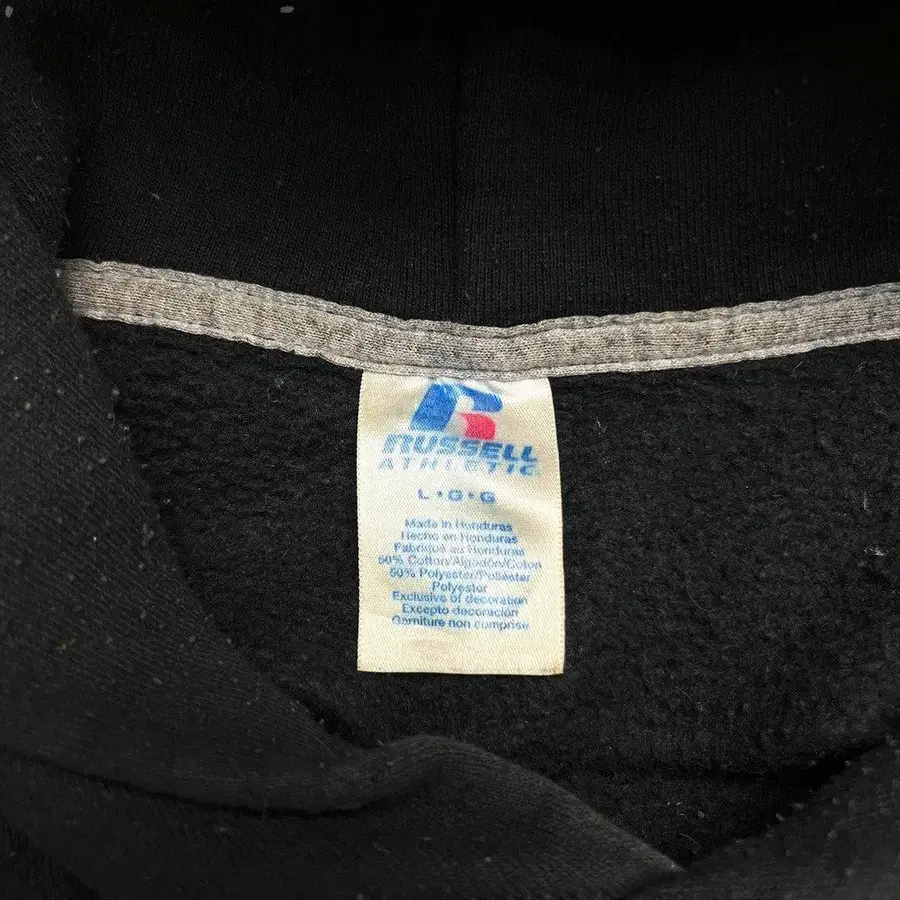 RUSSELL
ATHLETIC
L • G • G
Made in Honduras
Hecho en Honduras
Fabriqué au Honduras
50% Cotton/Algodón/Coton
50% Polyester/Poliéster
Polyester
Exclusive of decoration
Excepto decoración
Garniture non comprise